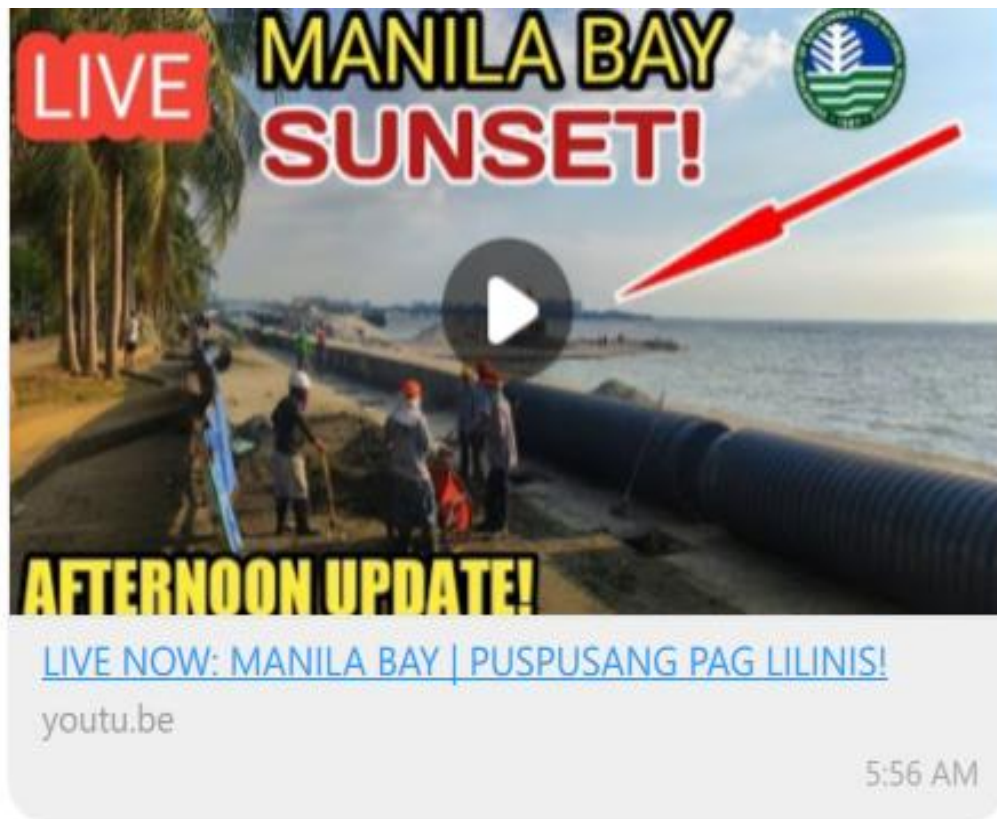 LIVE
MANILA BAY
SUNSET!
AFTERNOON UPDATE!
LIVE NOW: MANILA BAY | PUSPUSANG PAG LILINIS!
youtu.be
5:56 AM